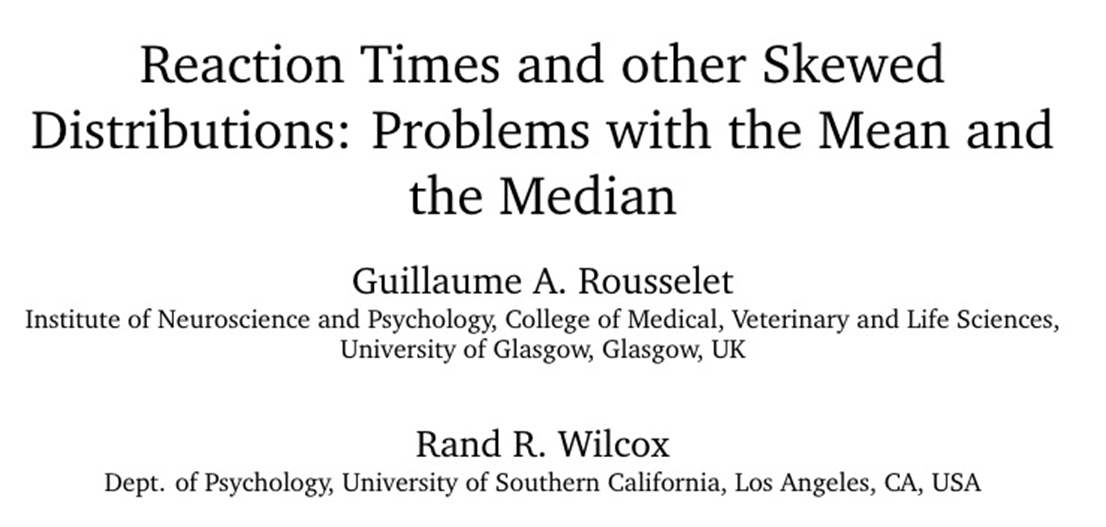 Reaction Times and other Skewed
Distributions: Problems with the Mean and
the Median
Guillaume A. Rousselet
Institute of Neuroscience and Psychology, College of Medical, Veterinary and Life Sciences,
University of Glasgow, Glasgow, UK
Rand R. Wilcox
Dept. of Psychology, University of Southern California, Los Angeles, CA, USA